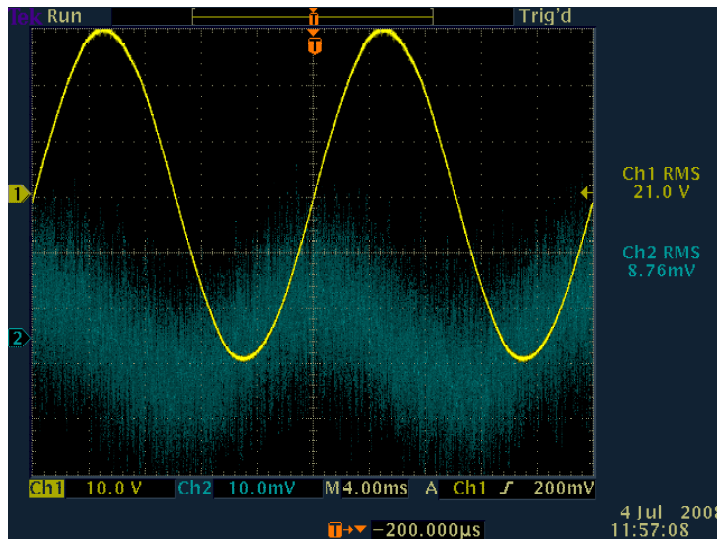 Tek Run Trig'd
T
T
1
Ch1 RMS
21.0 V
Ch2 RMS
8.76mV
2
Ch1 10.0 V Ch2 10.0mV M4.00ms A Ch1 200mV
T -200.000μs
4 Jul 2008
11:57:08